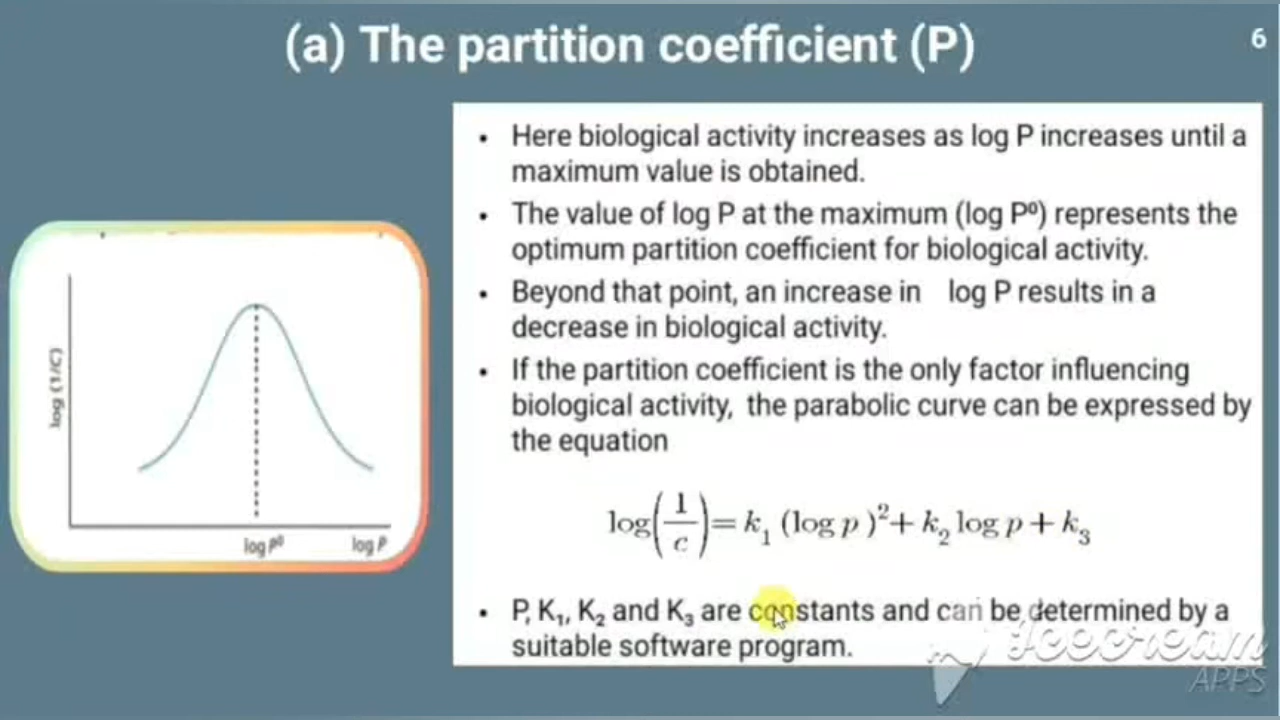 (a) The partition coefficient (P)
6
• Here biological activity increases as log P increases until a
maximum value is obtained.
• The value of log P at the maximum (log P⁰) represents the
optimum partition coefficient for biological activity.
• Beyond that point, an increase in log P results in a
decrease in biological activity.
• If the partition coefficient is the only factor influencing
biological activity, the parabolic curve can be expressed by
the equation
log(1/c) = k₁ (log p)² + k₂ log p + k₃
• P, K₁, K₂ and K₃ are constants and can be determined by a
suitable software program.
log (1/C)
log P⁰
log P
Icecream
APPS